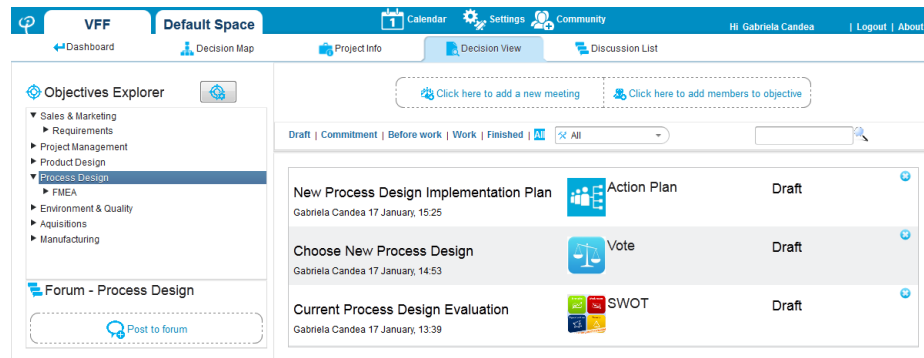 VFF
Default Space
Calendar
Settings
Community
Hi Gabriela Candea
| Logout | About
Dashboard
Decision Map
Project Info
Decision View
Discussion List
Objectives Explorer
Sales & Marketing
Requirements
Project Management
Product Design
Process Design
FMEA
Environment & Quality
Aquisitions
Manufacturing
Forum - Process Design
Post to forum
Click here to add a new meeting
Click here to add members to objective
Draft | Commitment | Before work | Work | Finished | All
All
New Process Design Implementation Plan
Action Plan
Draft
Gabriela Candea 17 January, 15:25
Choose New Process Design
Vote
Draft
Gabriela Candea 17 January, 14:53
Current Process Design Evaluation
SWOT
Draft
Gabriela Candea 17 January, 13:39